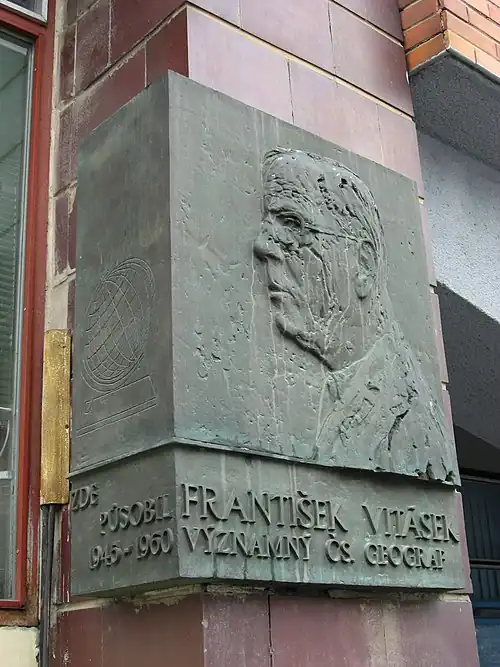 ZDE
PŮSOBIL FRANTIŠEK VITÁSEK
1945-1960 VÝZNAMNÝ ČS. GEOGRAF